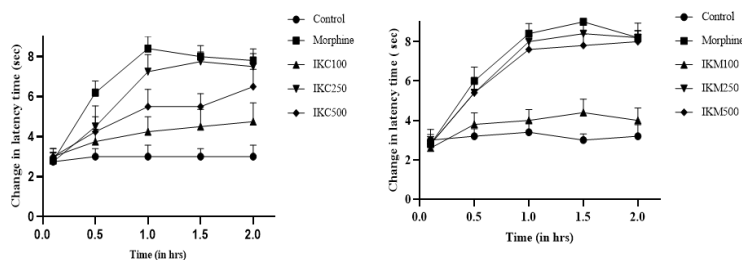 Change in latency time (sec)
8
6
4
2
0
0.0 0.5 1.0 1.5 2.0
Time (in hrs)
Control
Morphine
IKC100
IKC250
IKC500
Change in latency time ( sec)
8
6
4
2
0
0.0 0.5 1.0 1.5 2.0
Time (in hrs)
Control
Morphine
IKM100
IKM250
IKM500